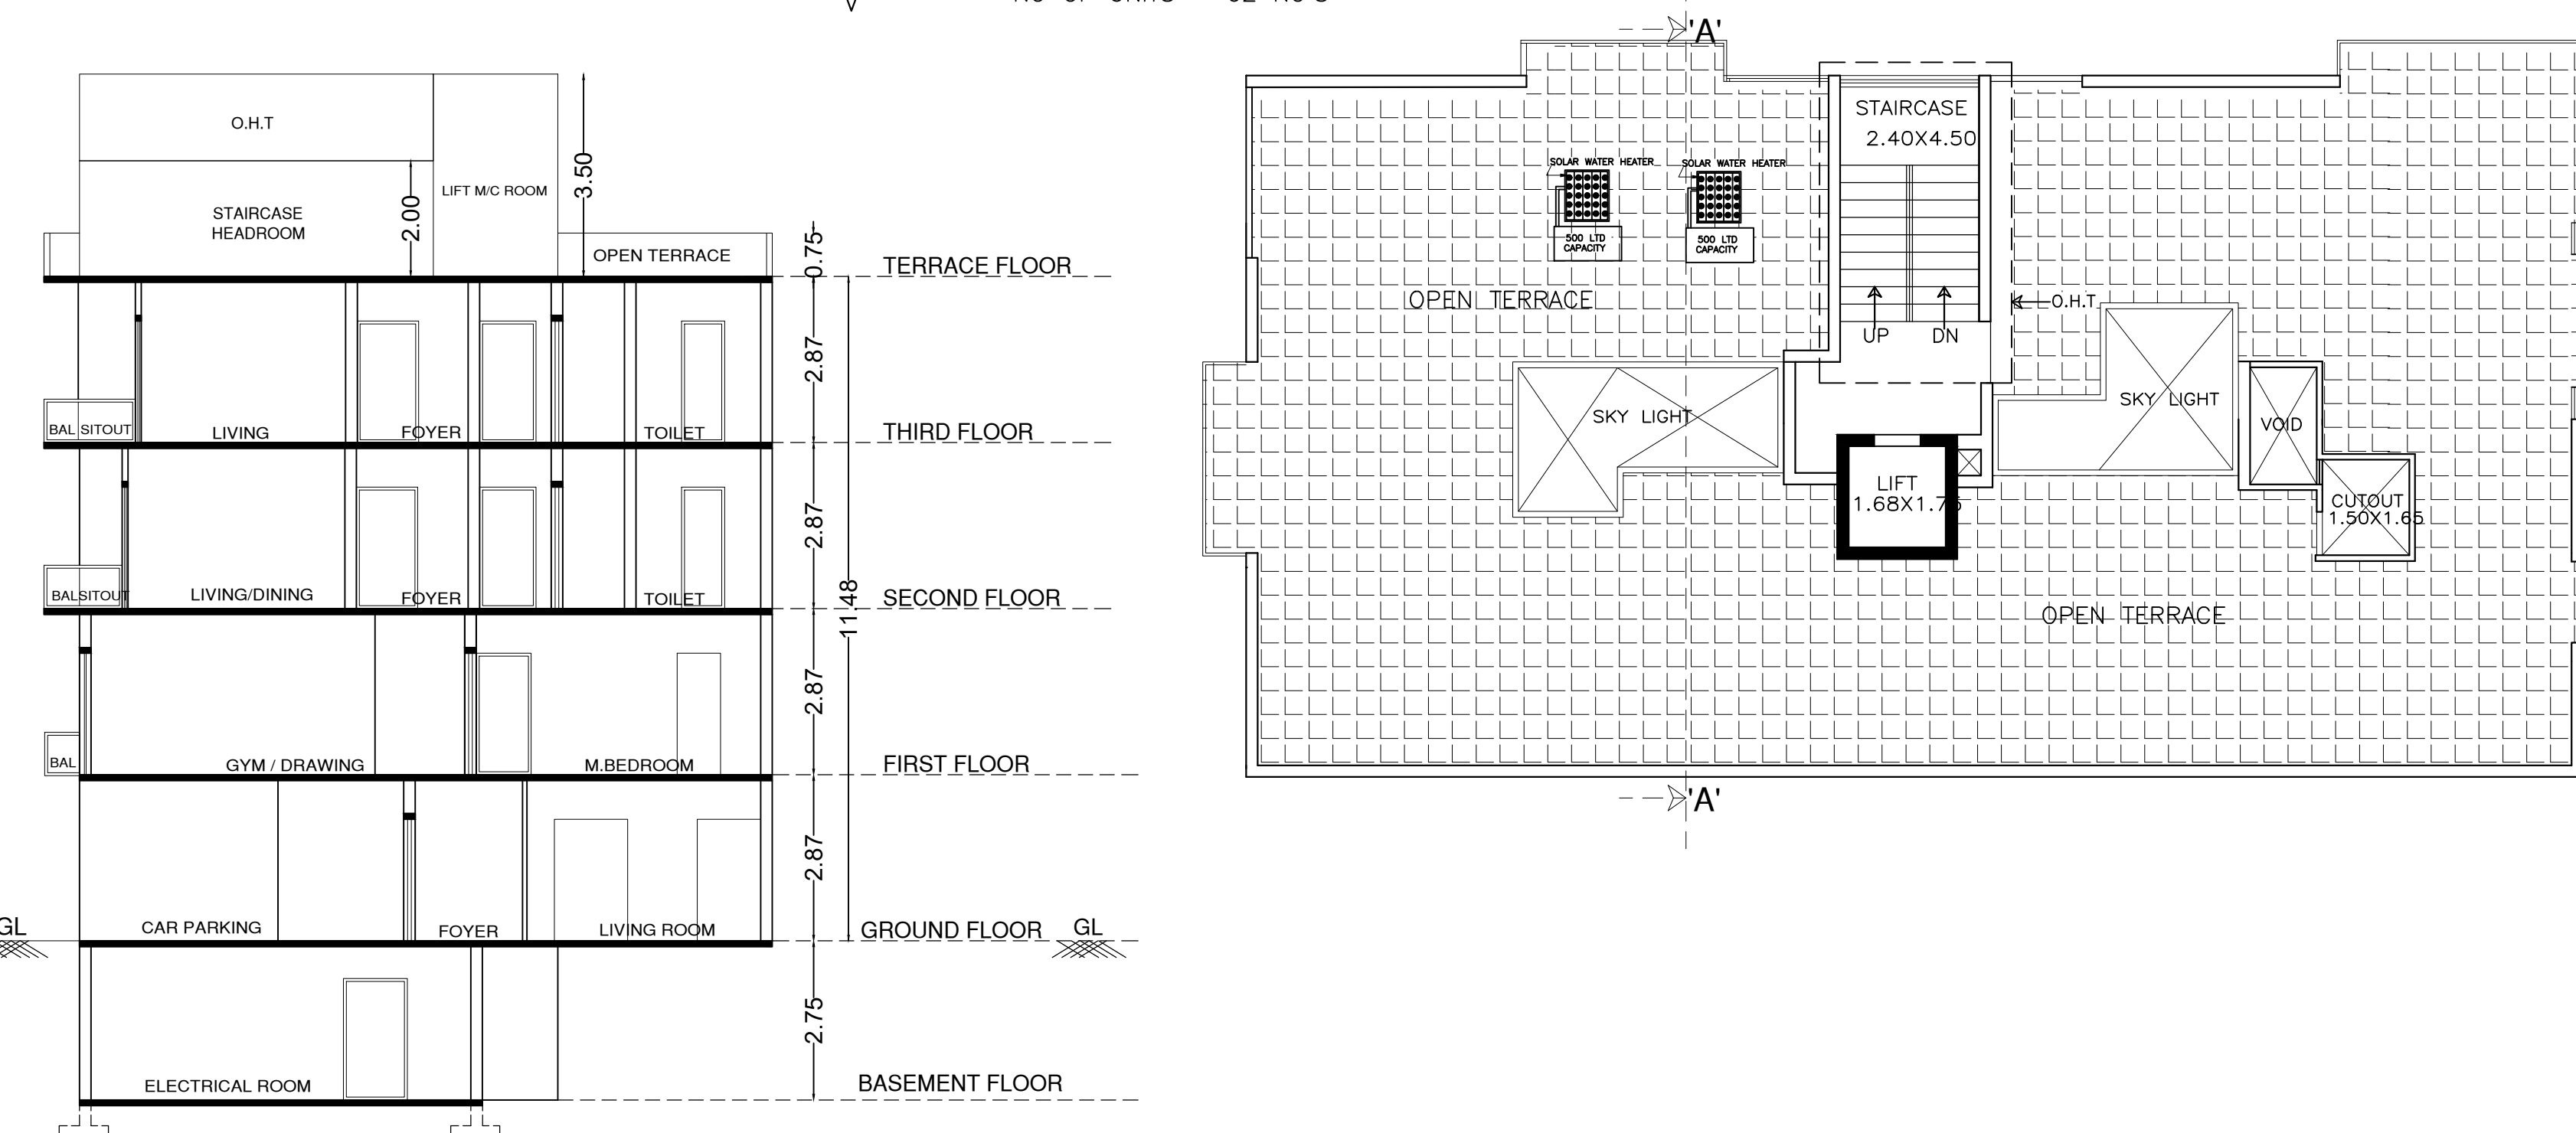 O.H.T
LIFT M/C ROOM
STAIRCASE
HEADROOM
2.00
3.50
0.75
OPEN TERRACE
TERRACE FLOOR
2.87
BAL SITOUT
LIVING
FOYER
TOILET
THIRD FLOOR
2.87
BALSITOUT
LIVING/DINING
FOYER
TOILET
SECOND FLOOR
11.48
2.87
BAL
GYM / DRAWING
M.BEDROOM
FIRST FLOOR
2.87
CAR PARKING
FOYER
LIVING ROOM
GROUND FLOOR
GL
GL
2.75
ELECTRICAL ROOM
BASEMENT FLOOR
'A'
STAIRCASE
2.40X4.50
SOLAR WATER HEATER
SOLAR WATER HEATER
500 LTD
CAPACITY
500 LTD
CAPACITY
OPEN TERRACE
O.H.T
UP
DN
SKY LIGHT
SKY LIGHT
VOID
LIFT
1.68X1.75
CUTOUT
1.50X1.65
OPEN TERRACE
'A'